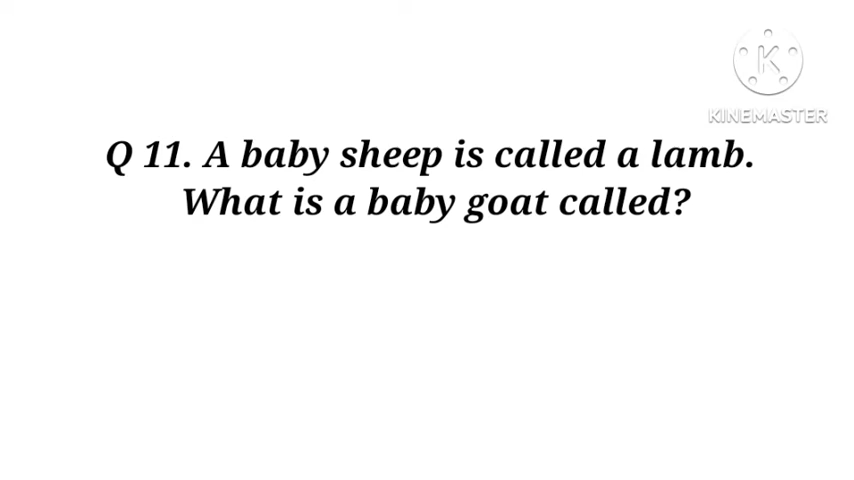 KINEMASTER
Q 11. A baby sheep is called a lamb.
What is a baby goat called?